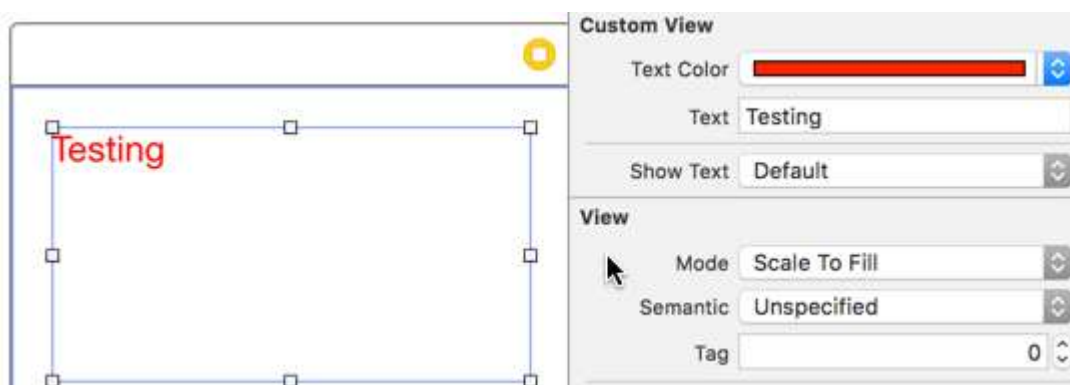 Testing
Custom View
Text Color
Text Testing
Show Text Default
View
Mode Scale To Fill
Semantic Unspecified
Tag 0